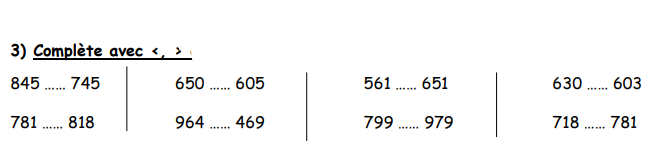 3) Complète avec <, >
845 ...... 745 650 ...... 605 561 ...... 651 630 ...... 603
781 ...... 818 964 ...... 469 799 ...... 979 718 ...... 781